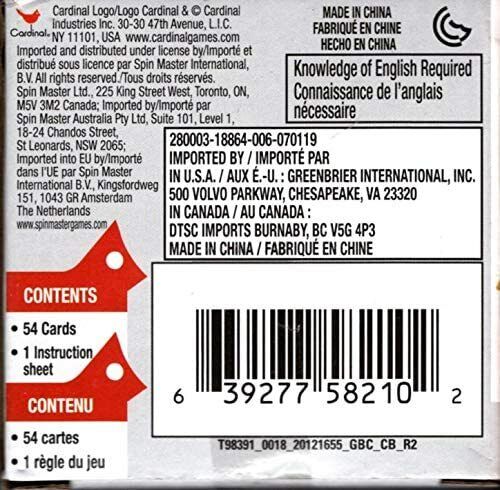 Cardinal®
Cardinal Logo/Logo Cardinal & © Cardinal
Industries Inc. 30-30 47th Avenue, L.I.C.
NY 11101, USA www.cardinalgames.com
Imported and distributed under license by/Importé et
distribué sous licence par Spin Master International,
B.V. All rights reserved./Tous droits réservés.
Spin Master Ltd., 225 King Street West, Toronto, ON,
M5V 3M2 Canada; Imported by/Importé par
Spin Master Australia Pty Ltd, Suite 101, Level 1,
18-24 Chandos Street,
St Leonards, NSW 2065;
Imported into EU by/Importé
dans l'UE par Spin Master
International B.V., Kingsfordweg
151, 1043 GR Amsterdam
The Netherlands
www.spinmastergames.com
MADE IN CHINA
FABRIQUÉ EN CHINE
HECHO EN CHINA
Knowledge of English Required
Connaissance de l'anglais
nécessaire
280003-18864-006-070119
IMPORTED BY / IMPORTÉ PAR
IN U.S.A. / AUX É.-U. : GREENBRIER INTERNATIONAL, INC.
500 VOLVO PARKWAY, CHESAPEAKE, VA 23320
IN CANADA / AU CANADA :
DTSC IMPORTS BURNABY, BC V5G 4P3
MADE IN CHINA / FABRIQUÉ EN CHINE
CONTENTS
• 54 Cards
• 1 Instruction
sheet
CONTENU
• 54 cartes
• 1 règle du jeu
6 39277 58210 2
T98391_0018_20121655_GBC_CB_R2